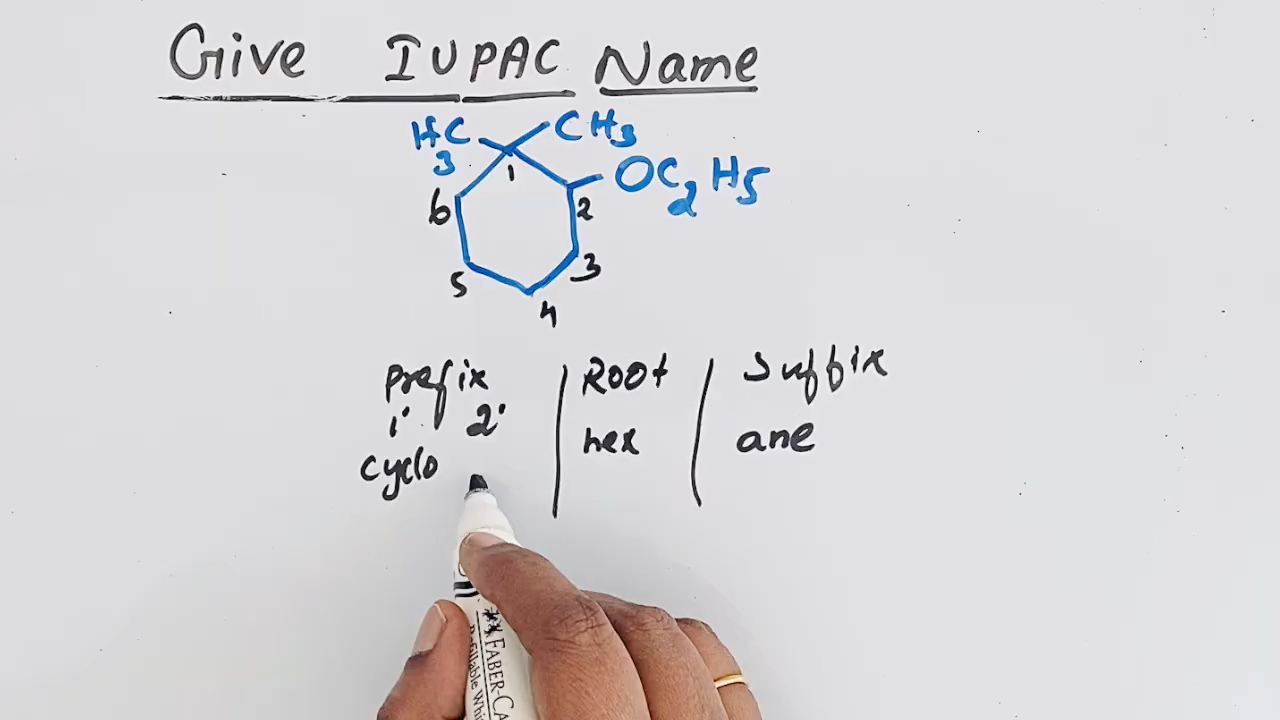 Give IUPAC Name
H3C CH3
1
OC2H5
6 2
5 3
4
Prefix Root Suffix
1° 2° hex ane
cyclo
FABER-CA